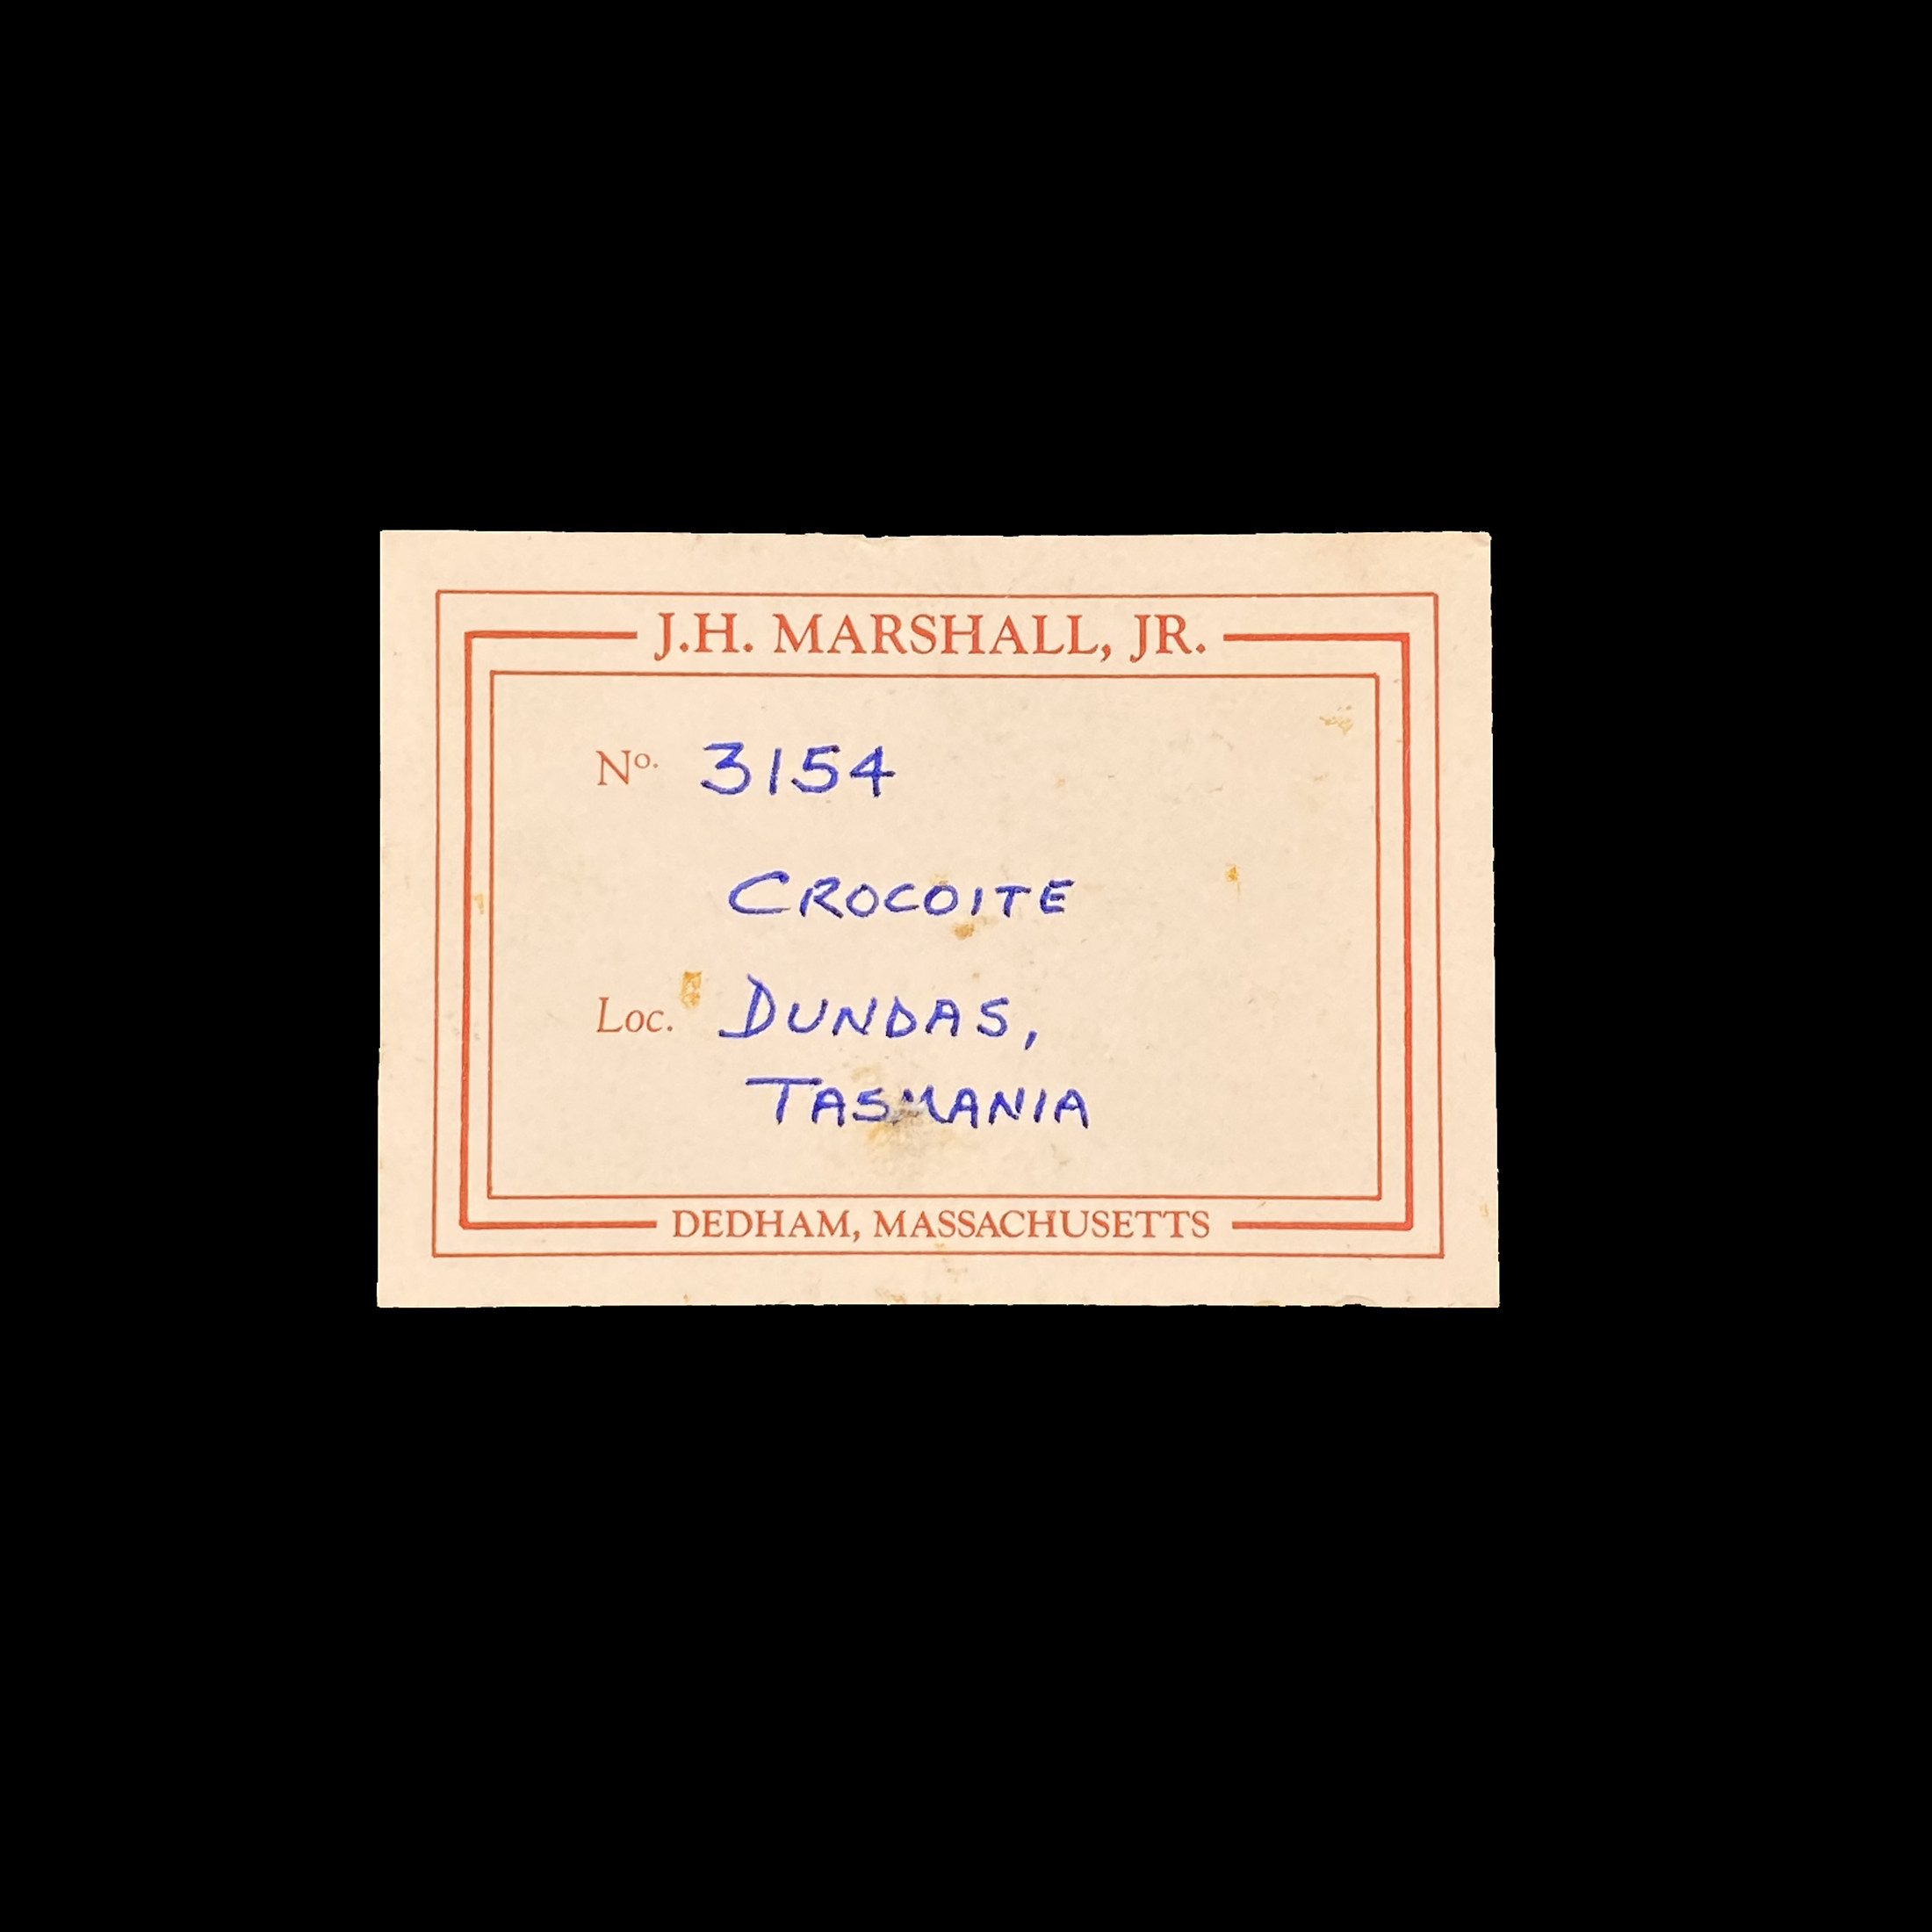 J.H. MARSHALL, JR.
No. 3154
CROCOITE
Loc. DUNDAS,
TASMANIA
DEDHAM, MASSACHUSETTS